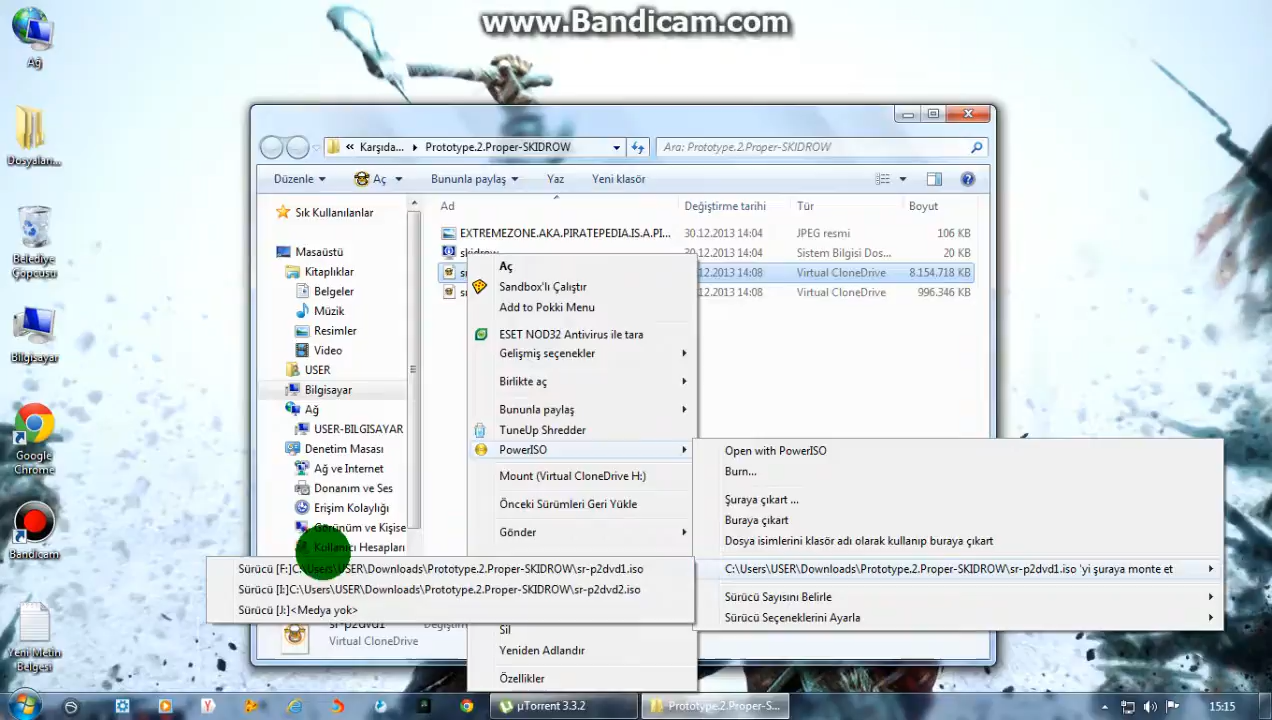 www.Bandicam.com
Ağ
Dosyaları...
Belediye
Çöpcusu
Bilgisayar
Google
Chrome
Bandicam
Yeni Metin
Belgesi
« Karşıda... ▸ Prototype.2.Proper-SKIDROW
Ara: Prototype.2.Proper-SKIDROW
Düzenle
Aç
Bununla paylaş
Yaz
Yeni klasör
Sık Kullanılanlar
Masaüstü
Kitaplıklar
Belgeler
Müzik
Resimler
Video
USER
Bilgisayar
Ağ
USER-BILGISAYAR
Denetim Masası
Ağ ve Internet
Donanım ve Ses
Erişim Kolaylığı
Görünüm ve Kişise
Kullanıcı Hesapları
Ad Değiştirme tarihi Tür Boyut
EXTREMEZONE.AKA.PIRATEPEDIA.IS.A.PI... 30.12.2013 14:04 JPEG resmi 106 KB
skidrow 30.12.2013 14:04 Sistem Bilgisi Dos... 20 KB
.12.2013 14:08 Virtual CloneDrive 8.154.718 KB
.12.2013 14:08 Virtual CloneDrive 996.346 KB
Aç
Sandbox'lı Çalıştır
Add to Pokki Menu
ESET NOD32 Antivirus ile tara
Gelişmiş seçenekler
Birlikte aç
Bununla paylaş
TuneUp Shredder
PowerISO
Mount (Virtual CloneDrive H:)
Önceki Sürümleri Geri Yükle
Gönder
Sil
Yeniden Adlandır
Özellikler
Open with PowerISO
Burn...
Şuraya çıkart ...
Buraya çıkart
Dosya isimlerini klasör adı olarak kullanıp buraya çıkart
C:\Users\USER\Downloads\Prototype.2.Proper-SKIDROW\sr-p2dvd1.iso 'yi şuraya monte et
Sürücü Sayısını Belirle
Sürücü Seçeneklerini Ayarla
Sürücü [F:]C:\Users\USER\Downloads\Prototype.2.Proper-SKIDROW\sr-p2dvd1.iso
Sürücü [I:]C:\Users\USER\Downloads\Prototype.2.Proper-SKIDROW\sr-p2dvd2.iso
Sürücü [J:]<Medya yok>
sr-p2dvd1
Virtual CloneDrive
µTorrent 3.3.2
Prototype.2.Proper-S...
15:15